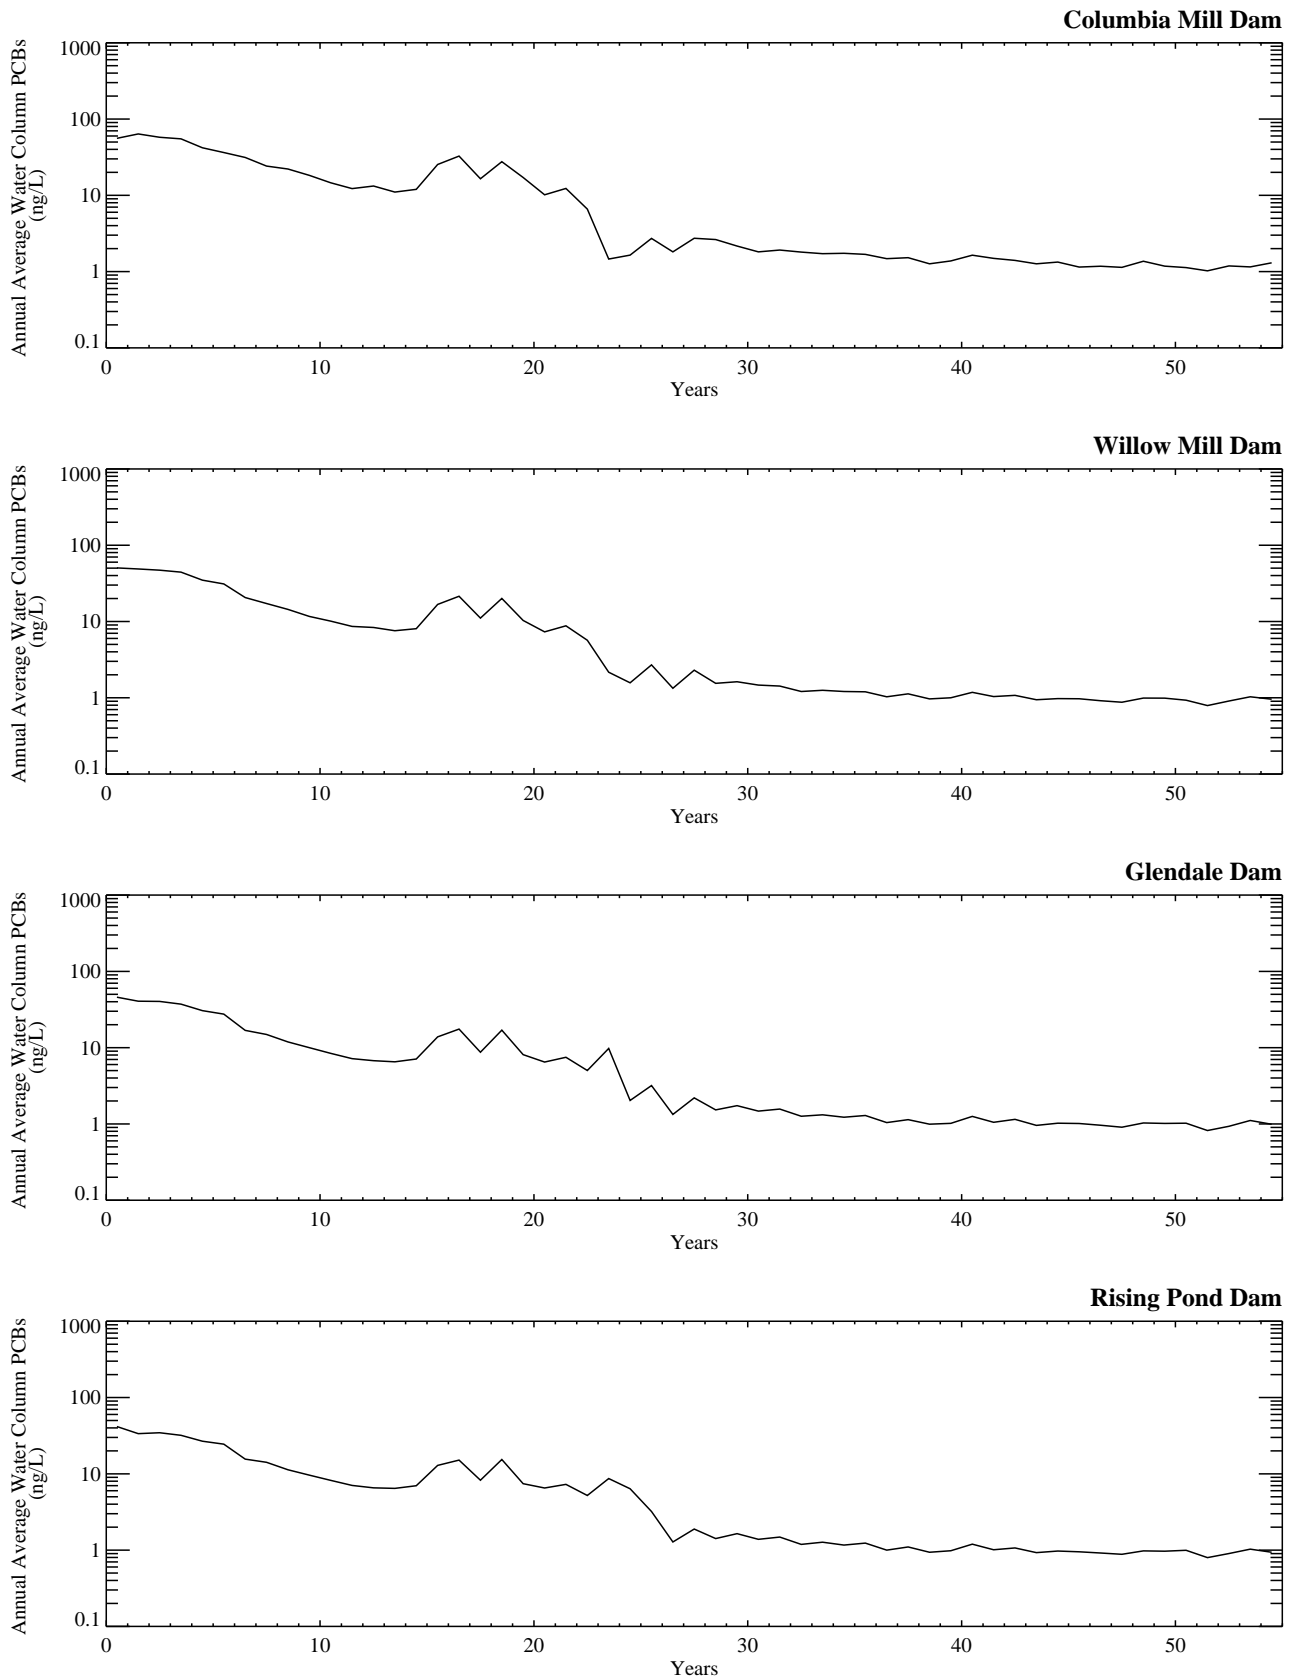 Columbia Mill Dam
Annual Average Water Column PCBs
(ng/L)
1000
100
10
1
0.1
0 10 20 30 40 50
Years
Willow Mill Dam
Annual Average Water Column PCBs
(ng/L)
1000
100
10
1
0.1
0 10 20 30 40 50
Years
Glendale Dam
Annual Average Water Column PCBs
(ng/L)
1000
100
10
1
0.1
0 10 20 30 40 50
Years
Rising Pond Dam
Annual Average Water Column PCBs
(ng/L)
1000
100
10
1
0.1
0 10 20 30 40 50
Years